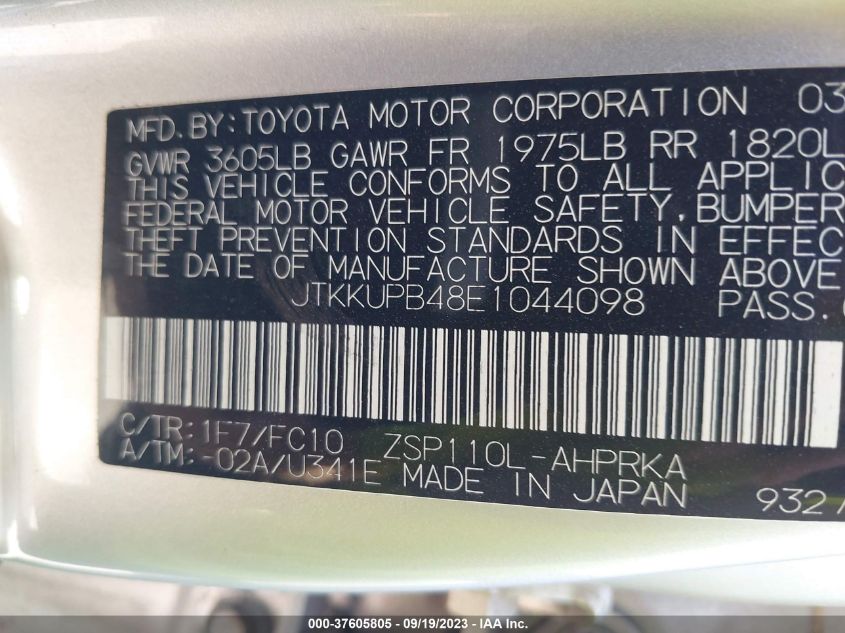 MFD.BY:TOYOTA MOTOR CORPORATION 03
GVWR 3605LB GAWR FR 1975LB RR 1820L
THIS VEHICLE CONFORMS TO ALL APPLIC
FEDERAL MOTOR VEHICLE SAFETY,BUMPER
THEFT PREVENTION STANDARDS IN EFFEC
THE DATE OF MANUFACTURE SHOWN ABOVE
JTKKUPB48E1044098 PASS.
C/TR:1F7/FC10 ZSP110L-AHPRKA
A/TM:-02A/U341E MADE IN JAPAN 932
000-37605805 - 09/19/2023 - IAA Inc.